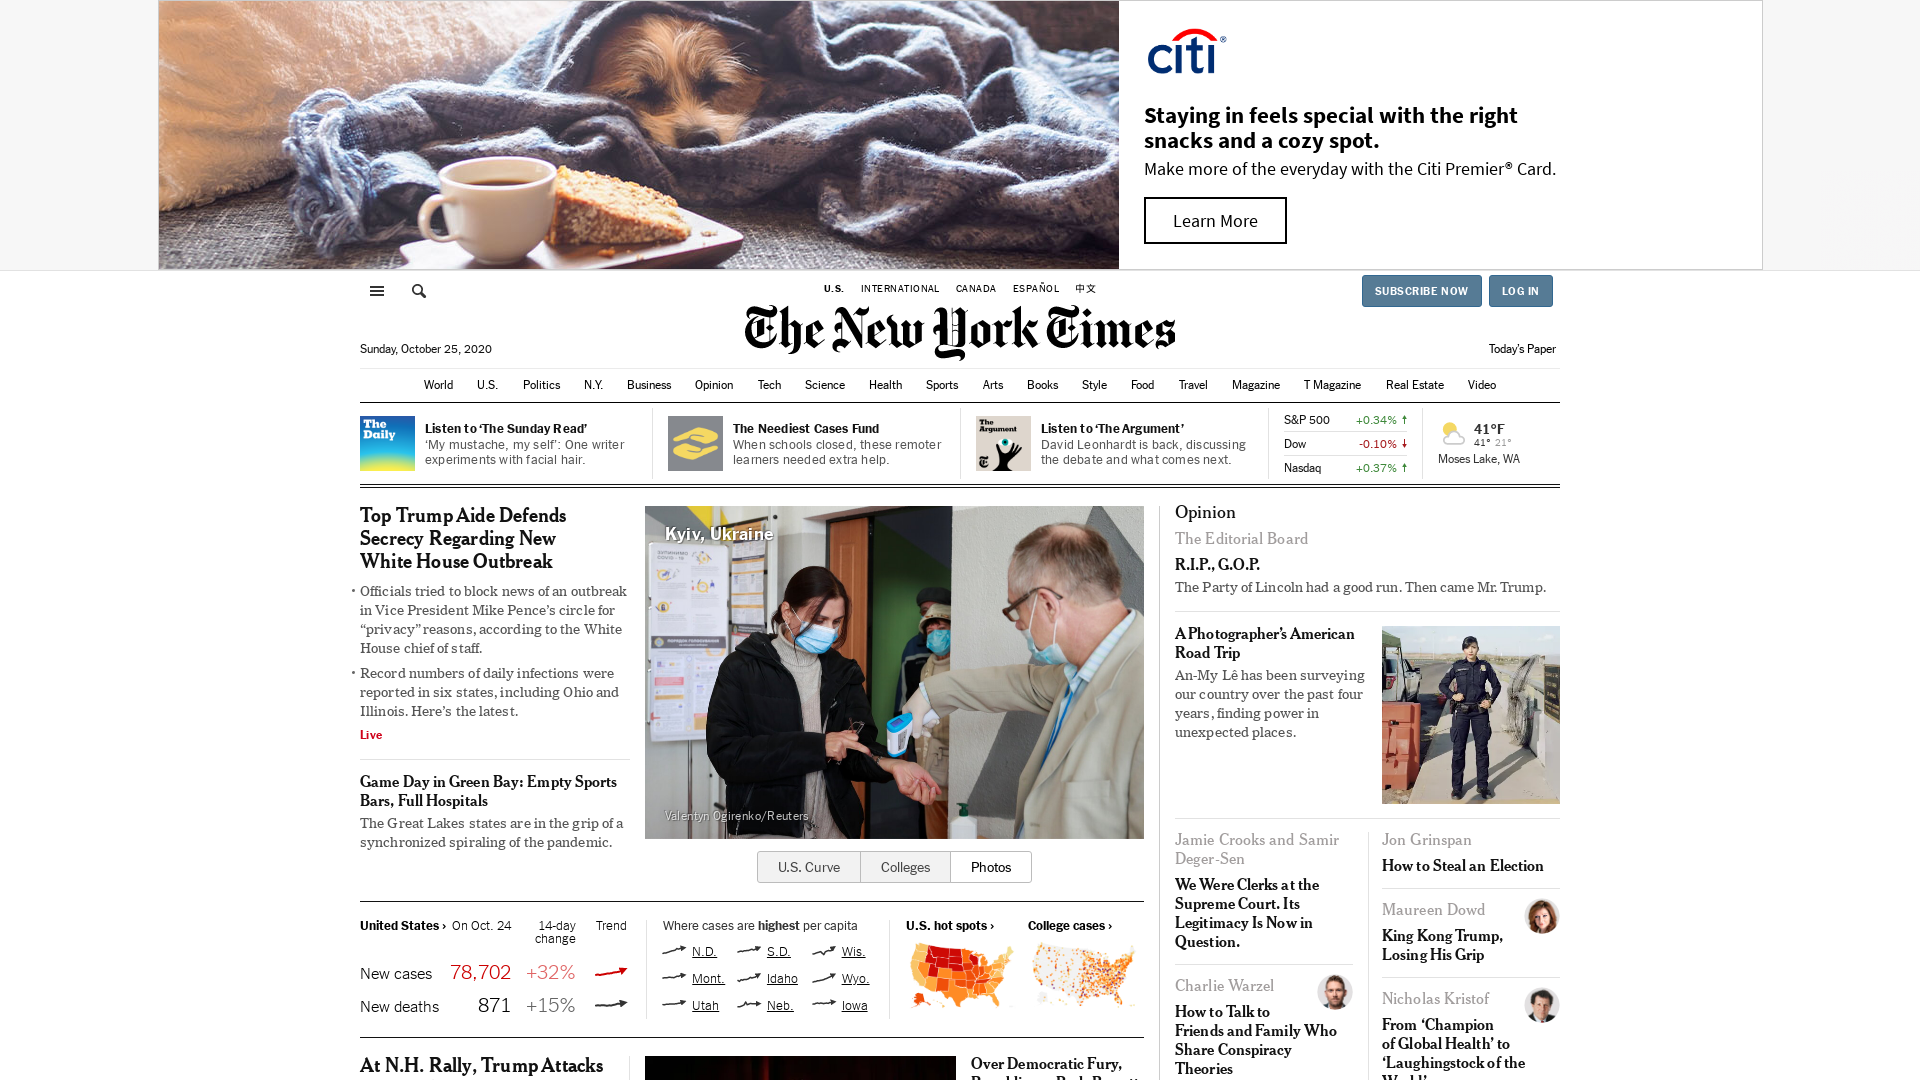 citi®
Staying in feels special with the right
snacks and a cozy spot.
Make more of the everyday with the Citi Premier® Card.
Learn More
U.S. INTERNATIONAL CANADA ESPAÑOL 中文
SUBSCRIBE NOW LOG IN
The New York Times
Sunday, October 25, 2020
Today's Paper
World U.S. Politics N.Y. Business Opinion Tech Science Health Sports Arts Books Style Food Travel Magazine T Magazine Real Estate Video
The
Daily
Listen to ‘The Sunday Read’
‘My mustache, my self’: One writer
experiments with facial hair.
The Neediest Cases Fund
When schools closed, these remoter
learners needed extra help.
The
Argument
Listen to ‘The Argument’
David Leonhardt is back, discussing
the debate and what comes next.
S&P 500 +0.34%
Dow -0.10%
Nasdaq +0.37%
41°F
41° 21°
Moses Lake, WA
Top Trump Aide Defends
Secrecy Regarding New
White House Outbreak
• Officials tried to block news of an outbreak
in Vice President Mike Pence’s circle for
“privacy” reasons, according to the White
House chief of staff.
• Record numbers of daily infections were
reported in six states, including Ohio and
Illinois. Here’s the latest.
Live
Game Day in Green Bay: Empty Sports
Bars, Full Hospitals
The Great Lakes states are in the grip of a
synchronized spiraling of the pandemic.
Kyiv, Ukraine
Valentyn Ogirenko/Reuters
U.S. Curve Colleges Photos
United States › On Oct. 24 14-day
change Trend
New cases 78,702 +32%
New deaths 871 +15%
Where cases are highest per capita
N.D. S.D. Wis.
Mont. Idaho Wyo.
Utah Neb. Iowa
U.S. hot spots › College cases ›
At N.H. Rally, Trump Attacks
Over Democratic Fury,
Opinion
The Editorial Board
R.I.P., G.O.P.
The Party of Lincoln had a good run. Then came Mr. Trump.
A Photographer’s American
Road Trip
An-My Lê has been surveying
our country over the past four
years, finding power in
unexpected places.
Jamie Crooks and Samir
Deger-Sen
We Were Clerks at the
Supreme Court. Its
Legitimacy Is Now in
Question.
Charlie Warzel
How to Talk to
Friends and Family Who
Share Conspiracy
Theories
Jon Grinspan
How to Steal an Election
Maureen Dowd
King Kong Trump,
Losing His Grip
Nicholas Kristof
From ‘Champion
of Global Health’ to
‘Laughingstock of the
World’